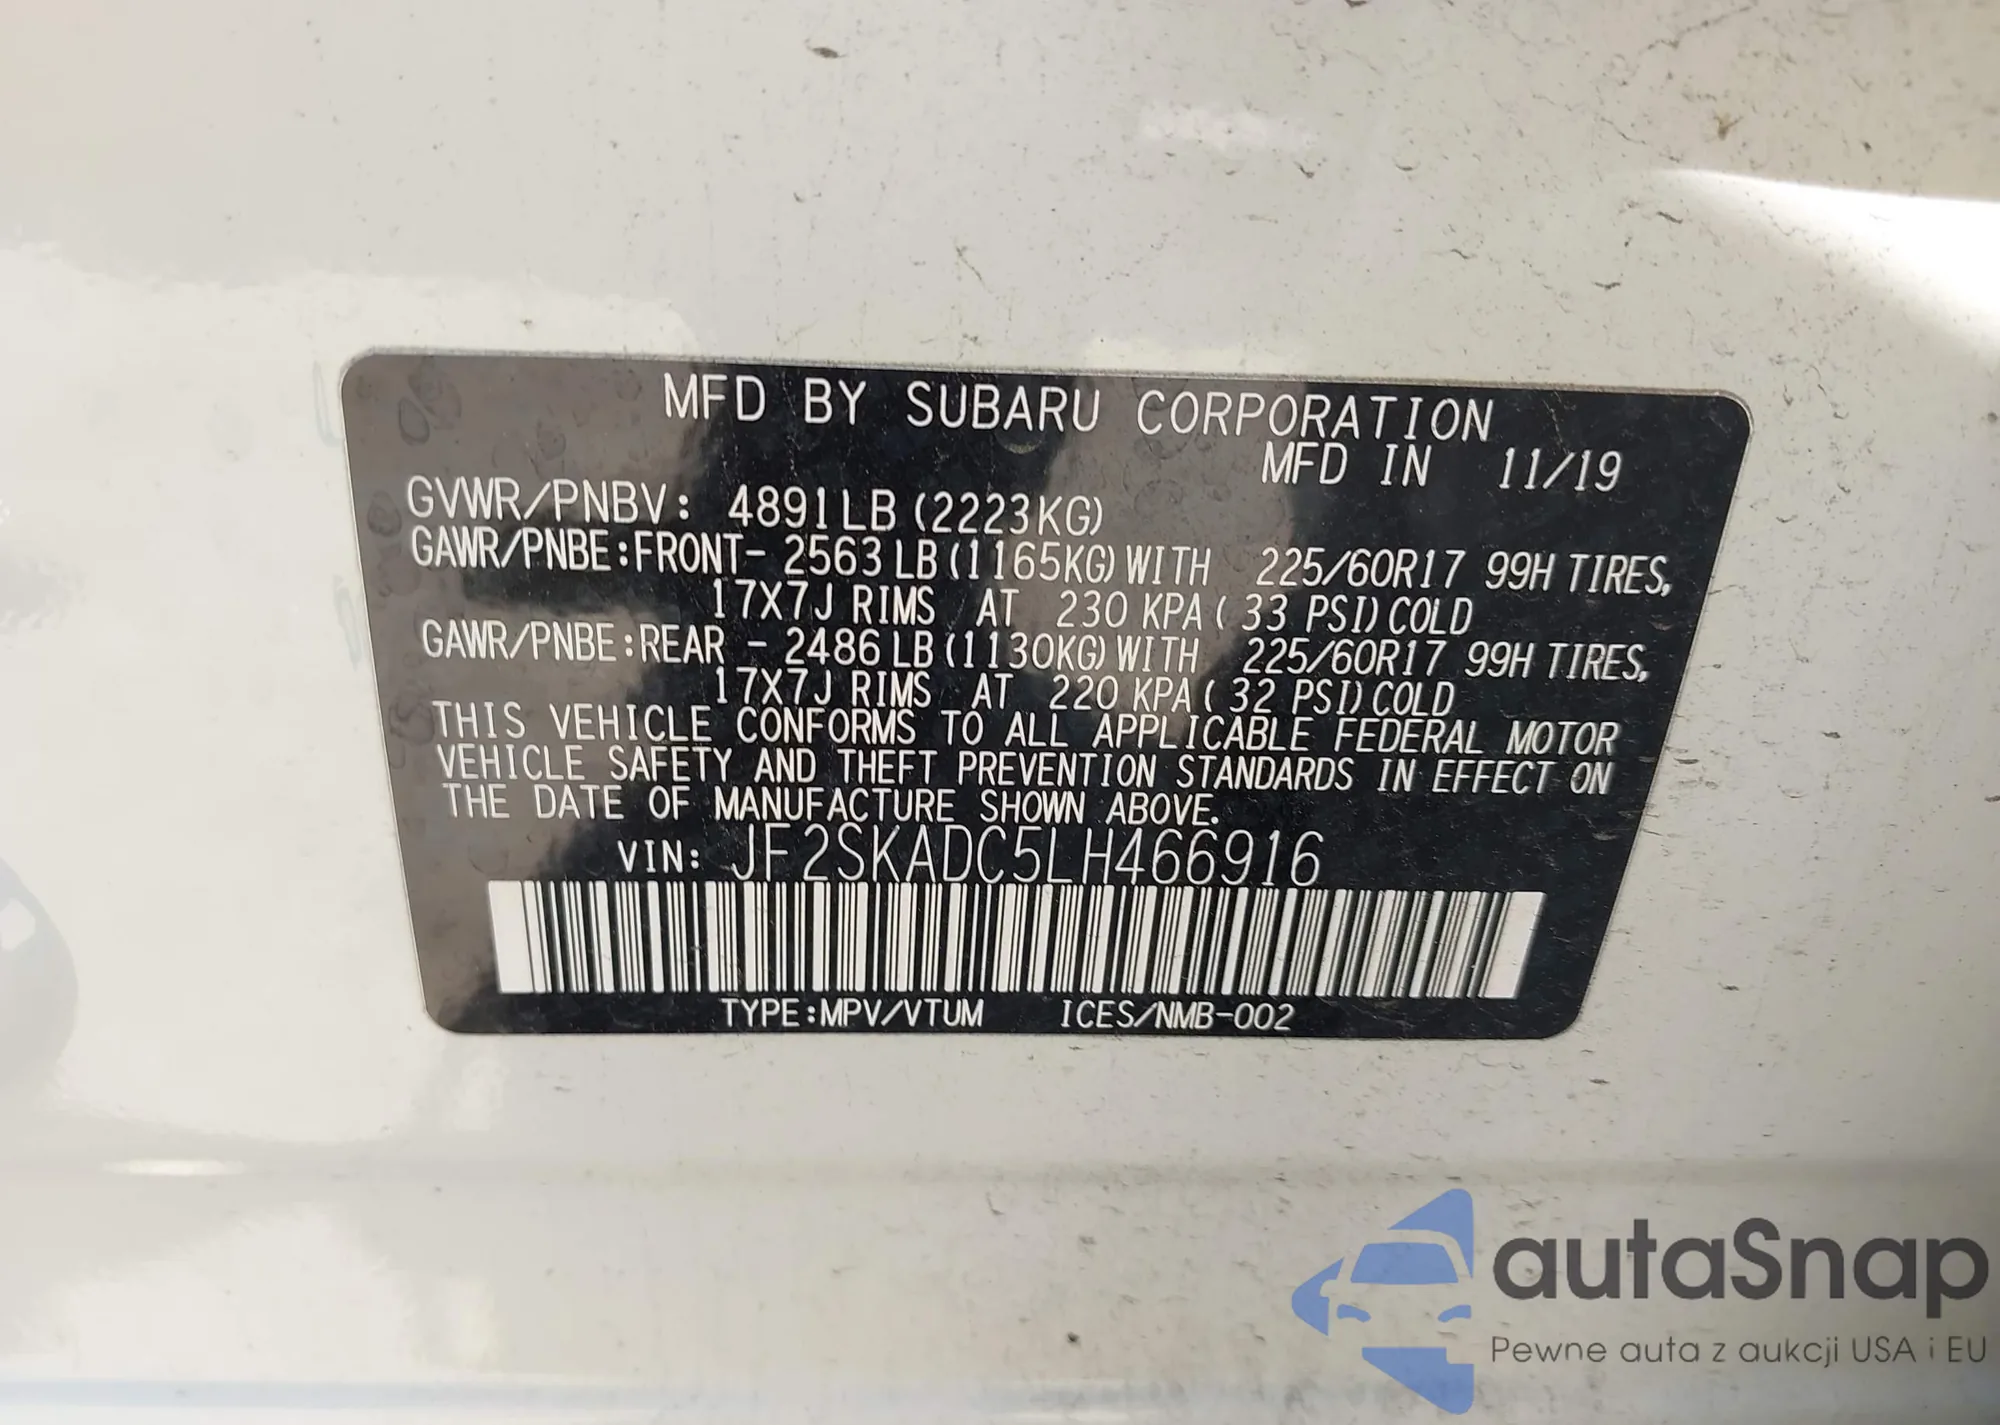 MFD BY SUBARU CORPORATION
MFD IN 11/19
GVWR/PNBV: 4891LB (2223KG)
GAWR/PNBE:FRONT- 2563 LB (1165KG) WITH 225/60R17 99H TIRES,
17X7J RIMS AT 230 KPA ( 33 PSI) COLD
GAWR/PNBE:REAR - 2486 LB (1130KG) WITH 225/60R17 99H TIRES,
17X7J RIMS AT 220 KPA ( 32 PSI) COLD
THIS VEHICLE CONFORMS TO ALL APPLICABLE FEDERAL MOTOR
VEHICLE SAFETY AND THEFT PREVENTION STANDARDS IN EFFECT ON
THE DATE OF MANUFACTURE SHOWN ABOVE.
VIN: JF2SKADC5LH466916
TYPE:MPV/VTUM ICES/NMB-002
autaSnap
Pewne auta z aukcji USA i EU